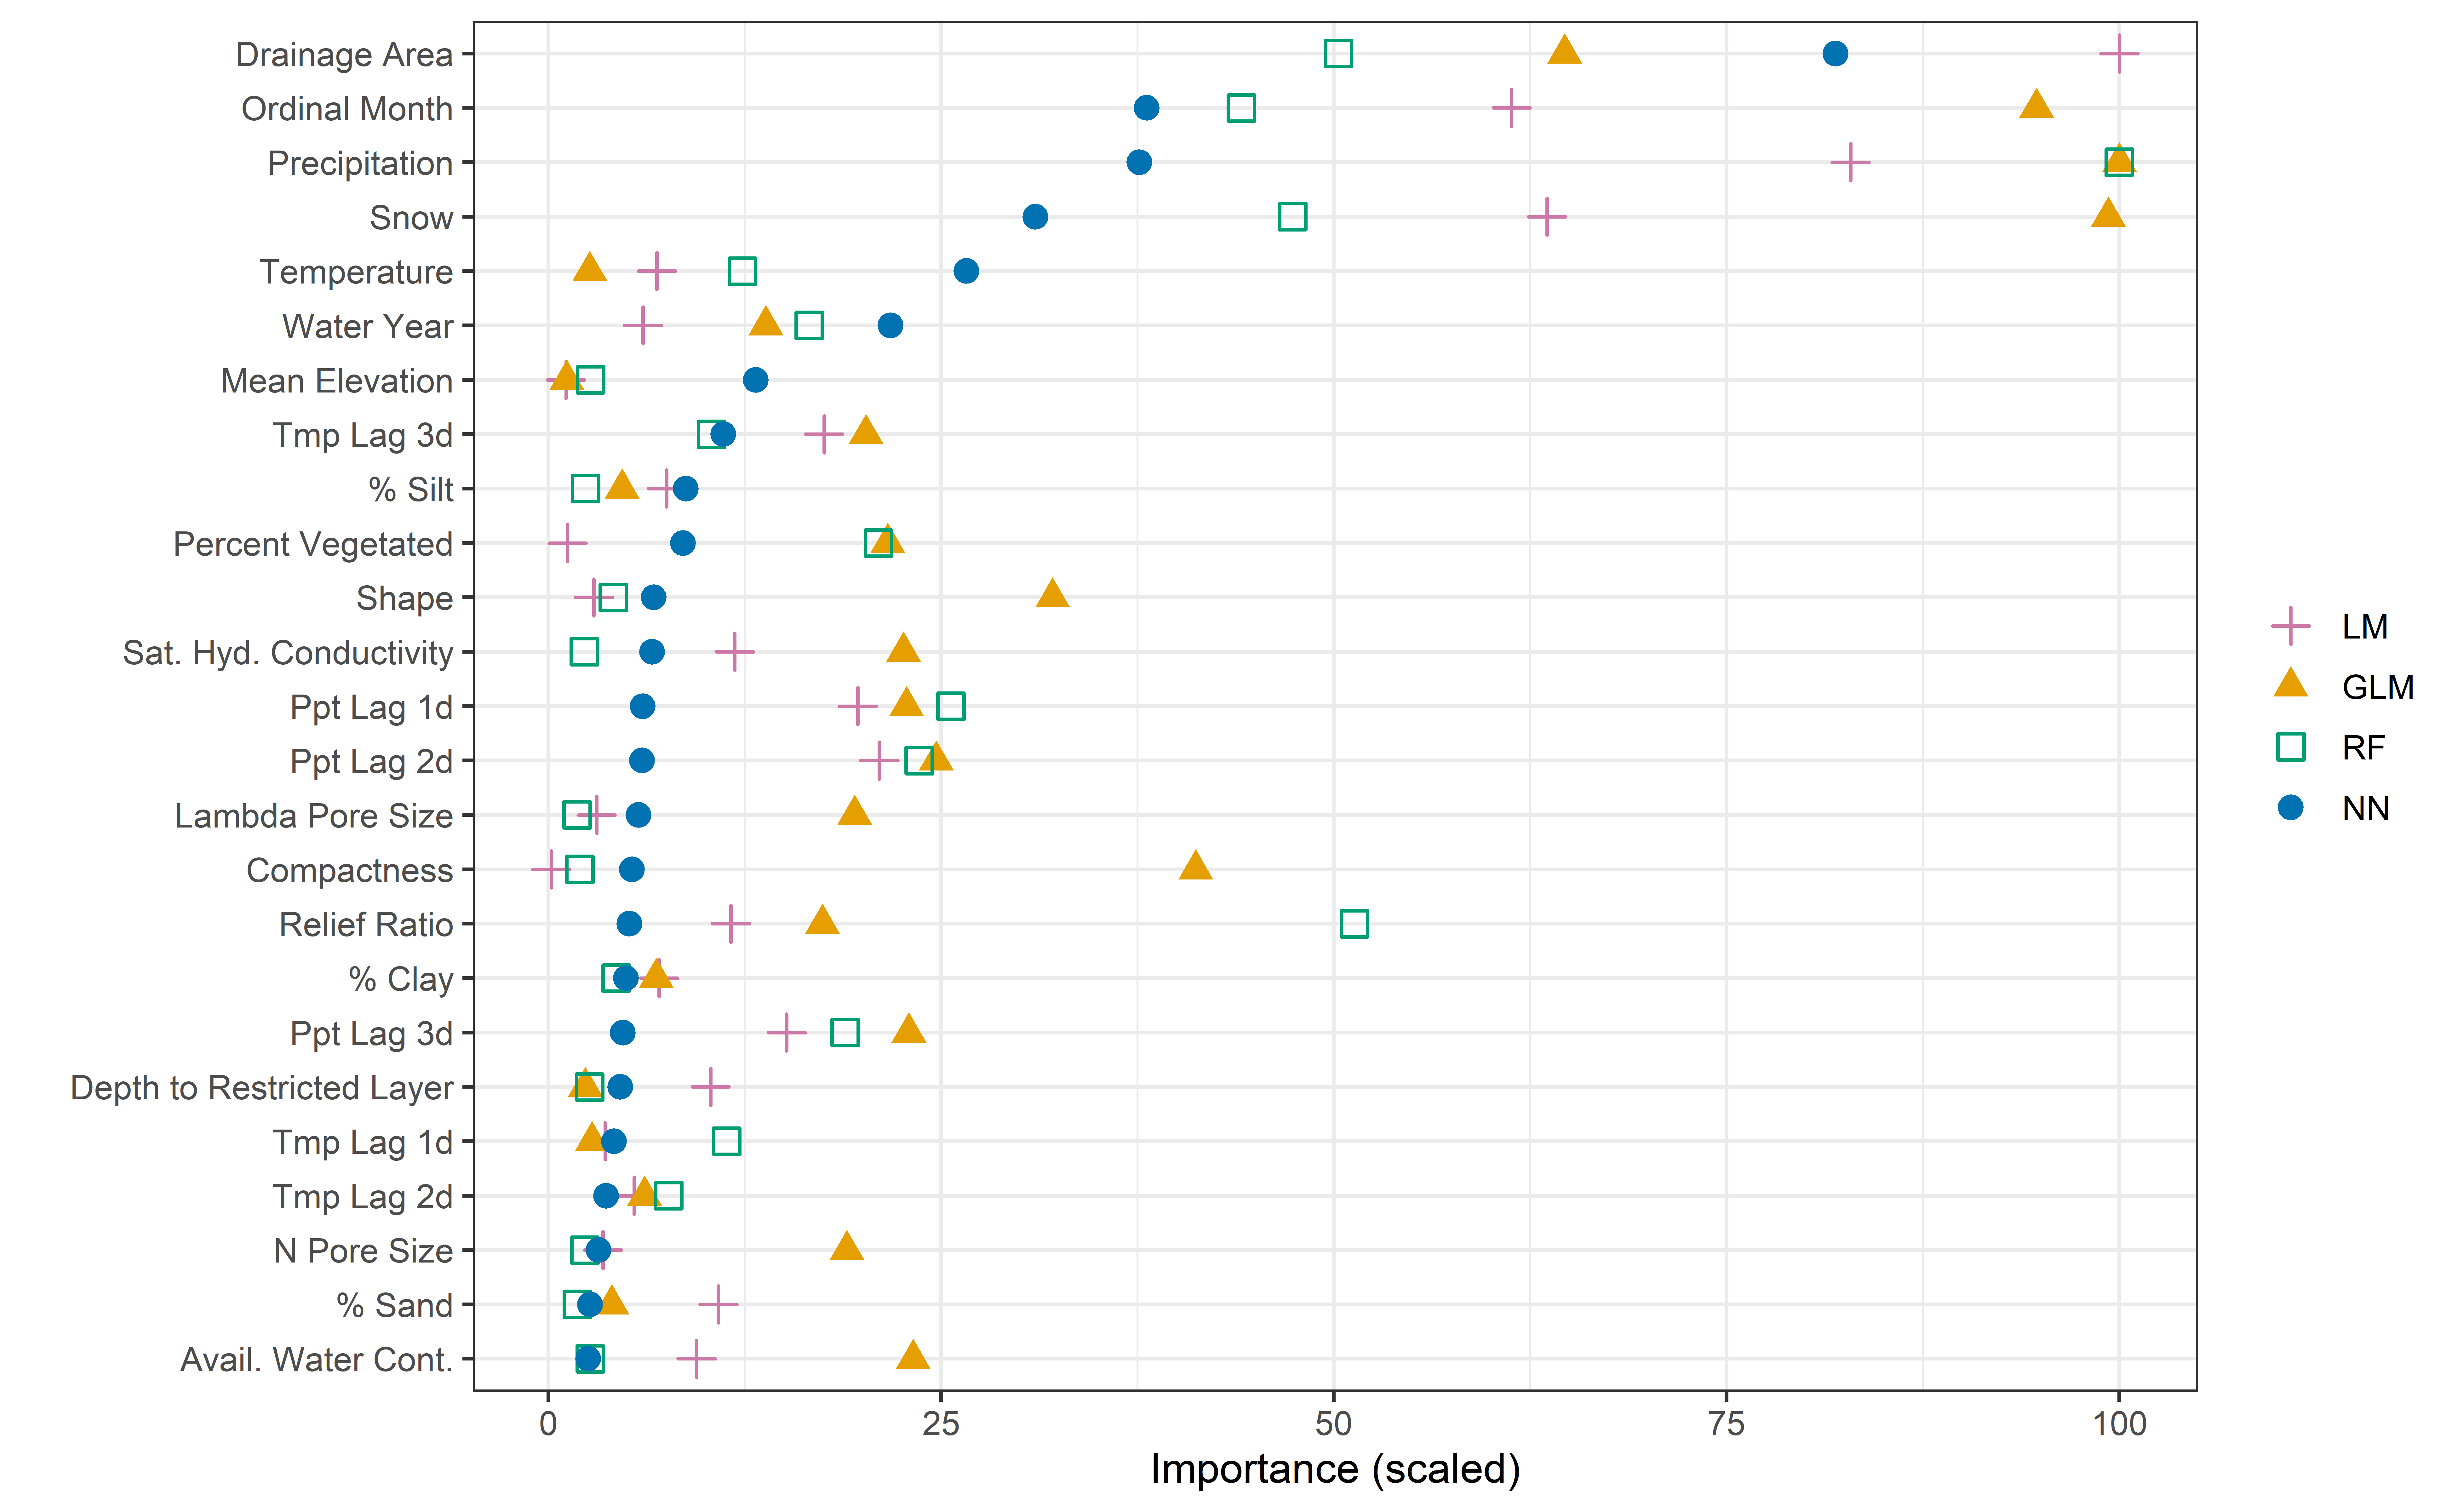 Drainage Area
Ordinal Month
Precipitation
Snow
Temperature
Water Year
Mean Elevation
Tmp Lag 3d
% Silt
Percent Vegetated
Shape
Sat. Hyd. Conductivity
Ppt Lag 1d
Ppt Lag 2d
Lambda Pore Size
Compactness
Relief Ratio
% Clay
Ppt Lag 3d
Depth to Restricted Layer
Tmp Lag 1d
Tmp Lag 2d
N Pore Size
% Sand
Avail. Water Cont.
0 25 50 75 100
Importance (scaled)
LM
GLM
RF
NN